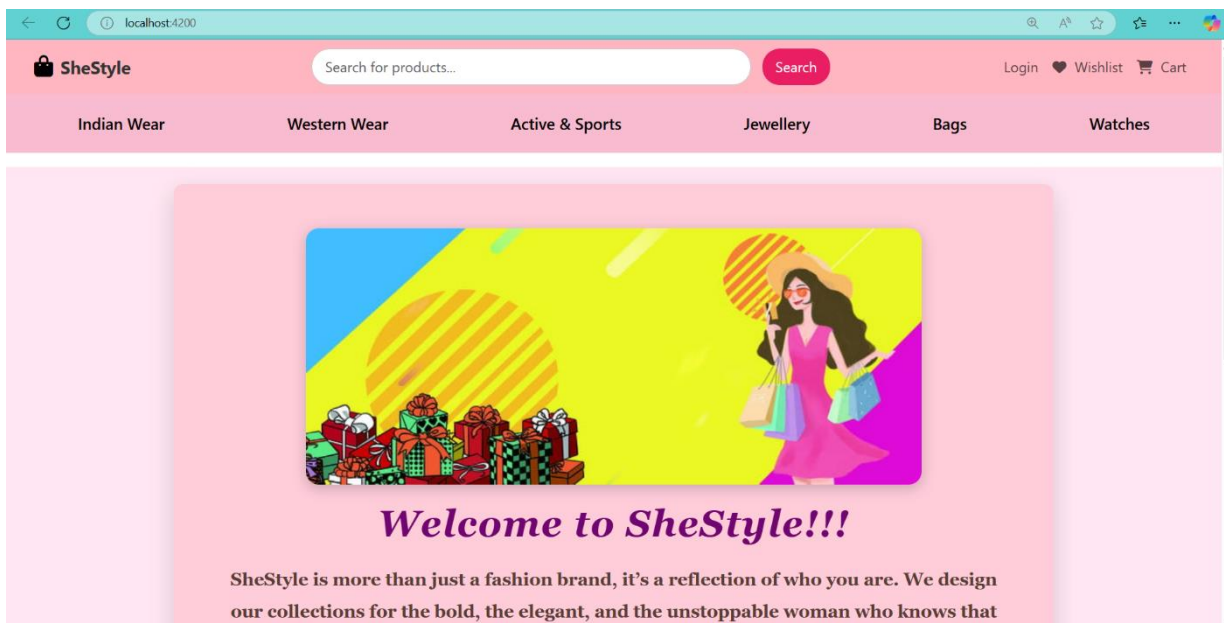 localhost:4200
SheStyle
Search for products...
Search
Login
Wishlist
Cart
Indian Wear
Western Wear
Active & Sports
Jewellery
Bags
Watches
Welcome to SheStyle!!!
SheStyle is more than just a fashion brand, it’s a reflection of who you are. We design
our collections for the bold, the elegant, and the unstoppable woman who knows that